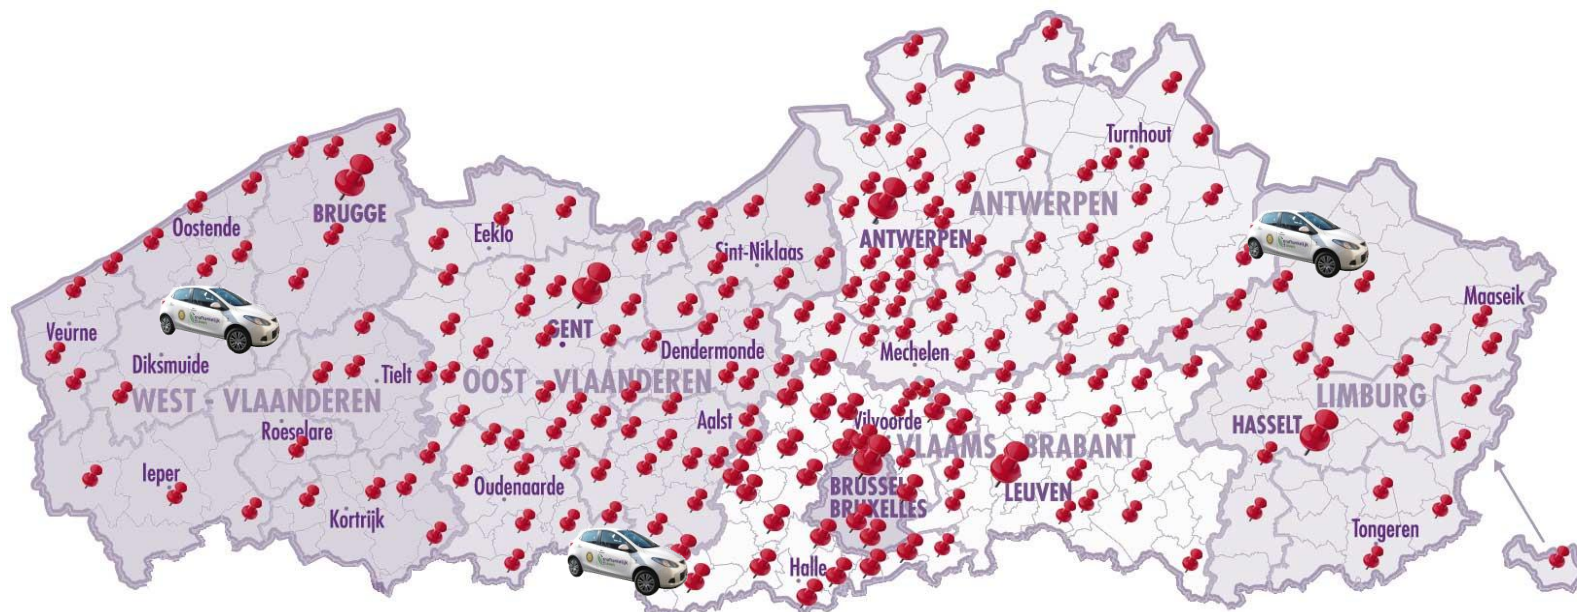 Turnhout
BRUGGE
ANTWERPEN
Oostende
Eeklo
ANTWERPEN
Sint-Niklaas
Maaseik
Veurne
GENT
Dendermonde
Mechelen
Diksmuide
Tielt
OOST - VLAANDEREN
WEST - VLAANDEREN
LIMBURG
Roeselare
Aalst
Vilvoorde
HASSELT
VLAAMS - BRABANT
Ieper
Oudenaarde
BRUSSEL
LEUVEN
BRUXELLES
Kortrijk
Tongeren
Halle